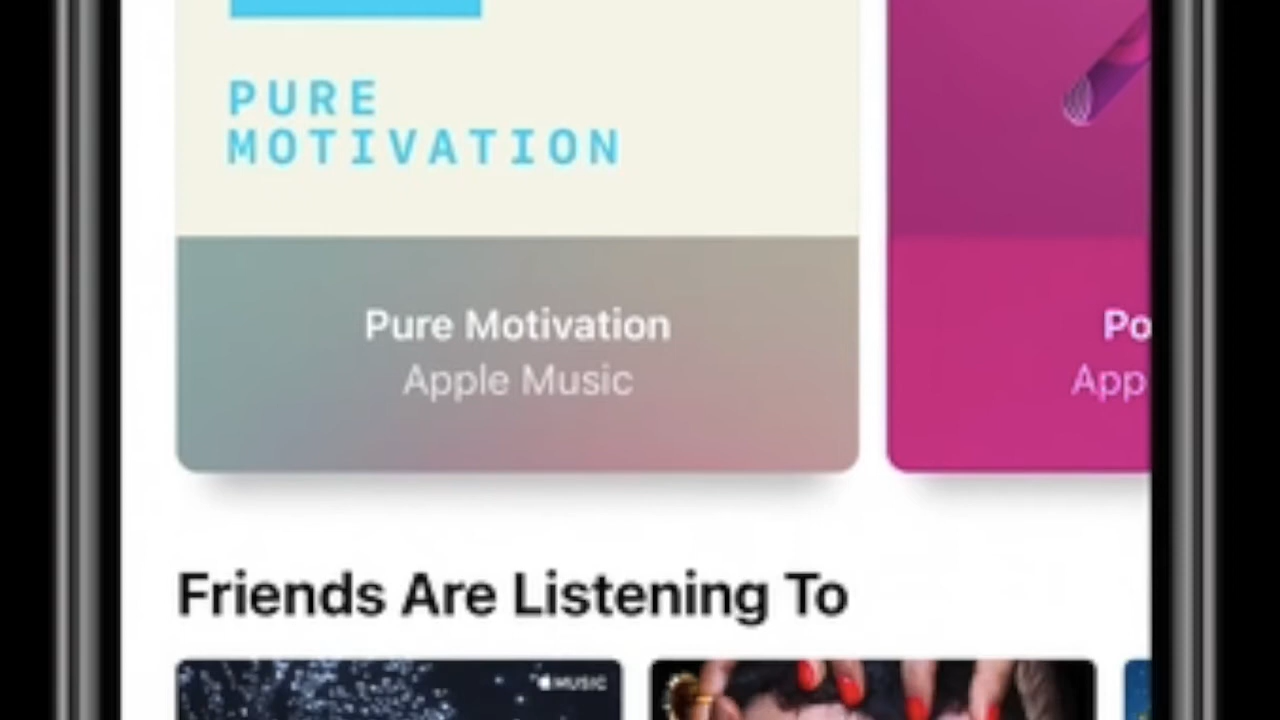 PURE
MOTIVATION
Pure Motivation
Apple Music
Po
App
Friends Are Listening To
MUSIC